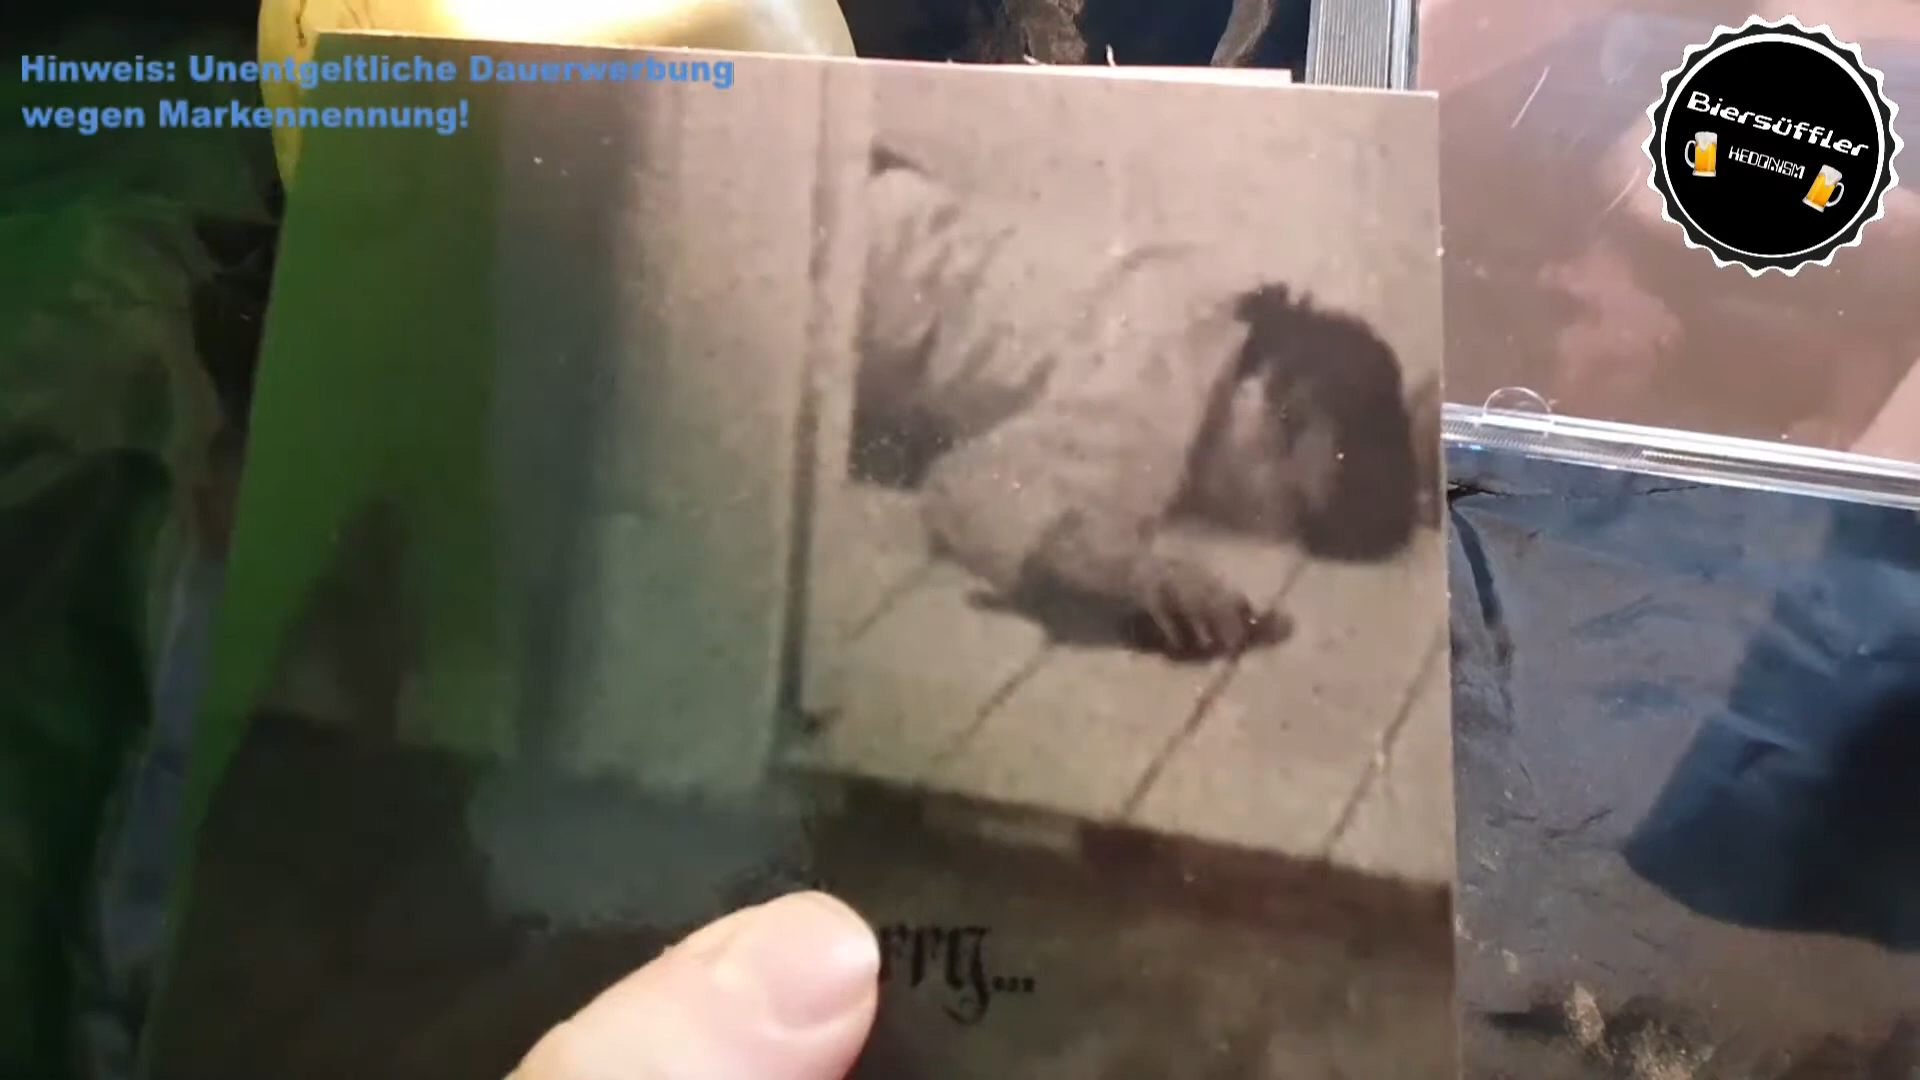 Hinweis: Unentgeltliche Dauerwerbung
wegen Markennennung!
Biersüffler
HEDONISM